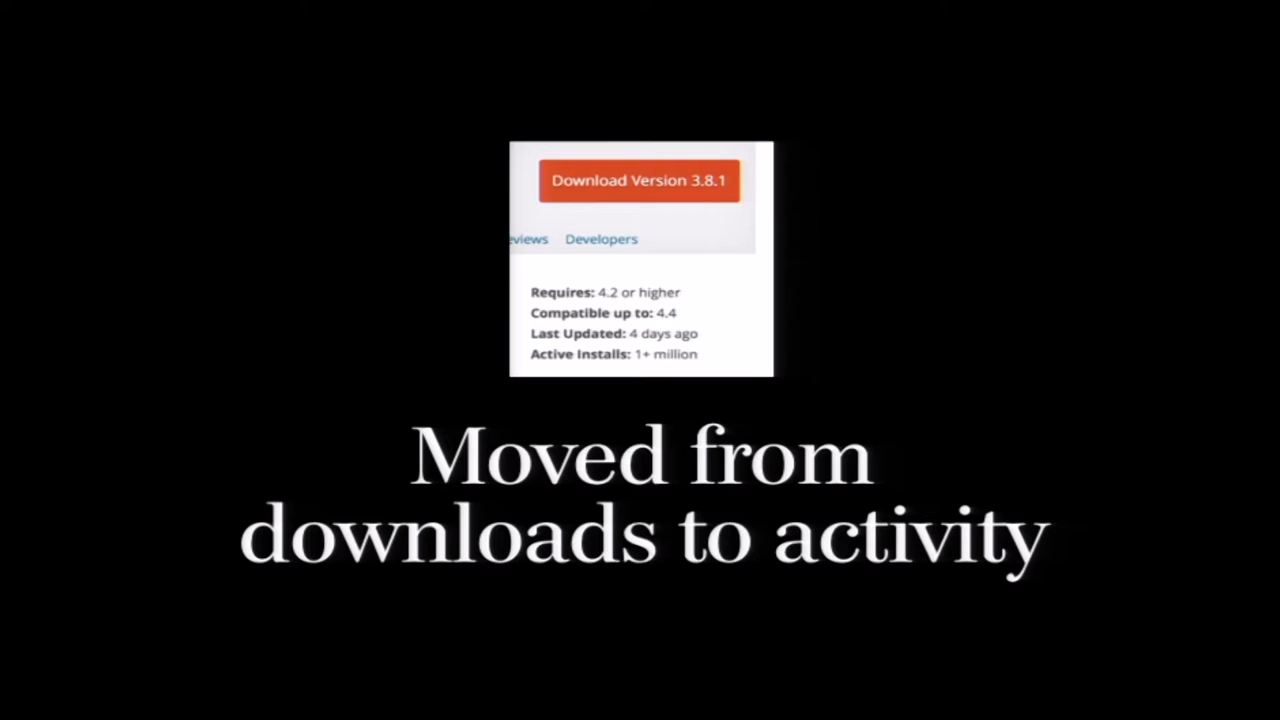 Download Version 3.8.1
eviews Developers
Requires: 4.2 or higher
Compatible up to: 4.4
Last Updated: 4 days ago
Active Installs: 1+ million
Moved from
downloads to activity